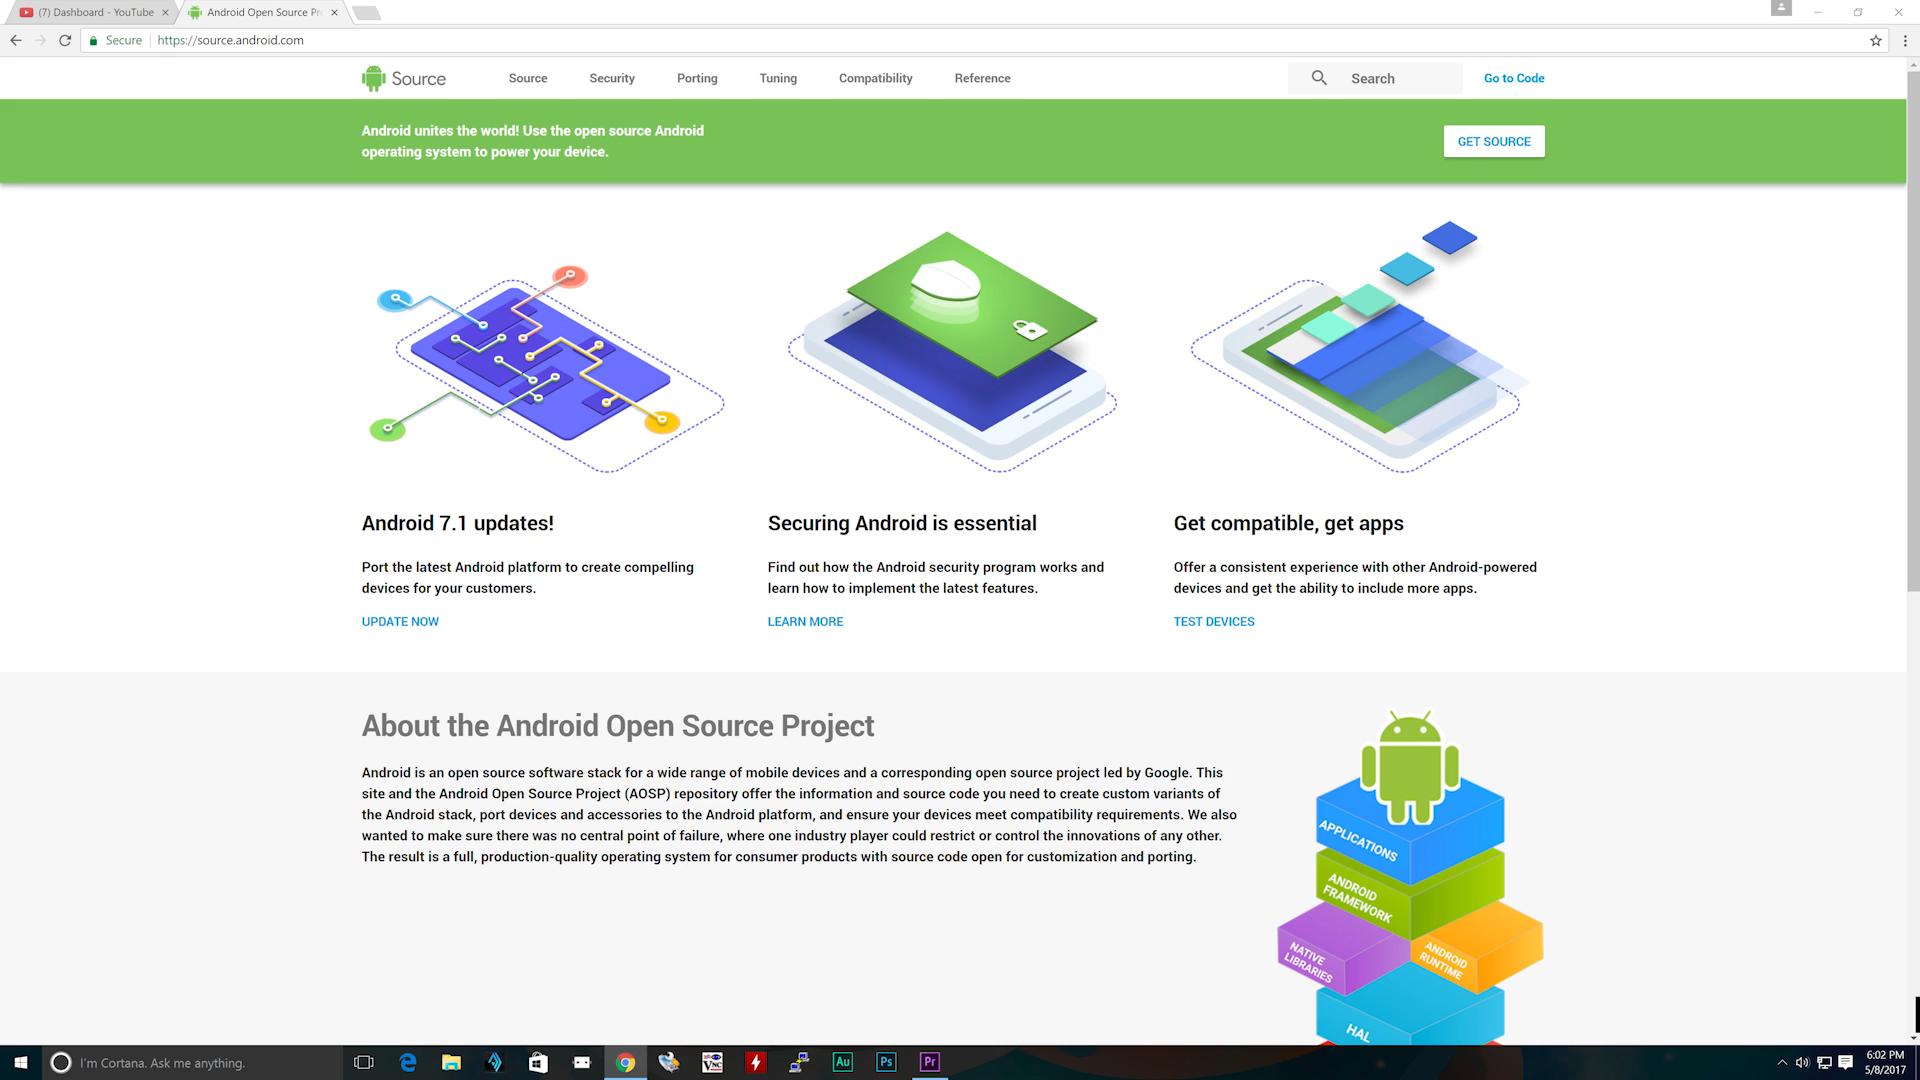 (7) Dashboard - YouTube
Android Open Source Pr
Secure
https://source.android.com
Source
Source
Security
Porting
Tuning
Compatibility
Reference
Search
Go to Code
Android unites the world! Use the open source Android
operating system to power your device.
GET SOURCE
Android 7.1 updates!
Port the latest Android platform to create compelling
devices for your customers.
UPDATE NOW
Securing Android is essential
Find out how the Android security program works and
learn how to implement the latest features.
LEARN MORE
Get compatible, get apps
Offer a consistent experience with other Android-powered
devices and get the ability to include more apps.
TEST DEVICES
About the Android Open Source Project
Android is an open source software stack for a wide range of mobile devices and a corresponding open source project led by Google. This
site and the Android Open Source Project (AOSP) repository offer the information and source code you need to create custom variants of
the Android stack, port devices and accessories to the Android platform, and ensure your devices meet compatibility requirements. We also
wanted to make sure there was no central point of failure, where one industry player could restrict or control the innovations of any other.
The result is a full, production-quality operating system for consumer products with source code open for customization and porting.
APPLICATIONS
ANDROID
FRAMEWORK
NATIVE
LIBRARIES
ANDROID
RUNTIME
HAL
I'm Cortana. Ask me anything.
VNC
Au
Ps
Pr
6:02 PM
5/8/2017